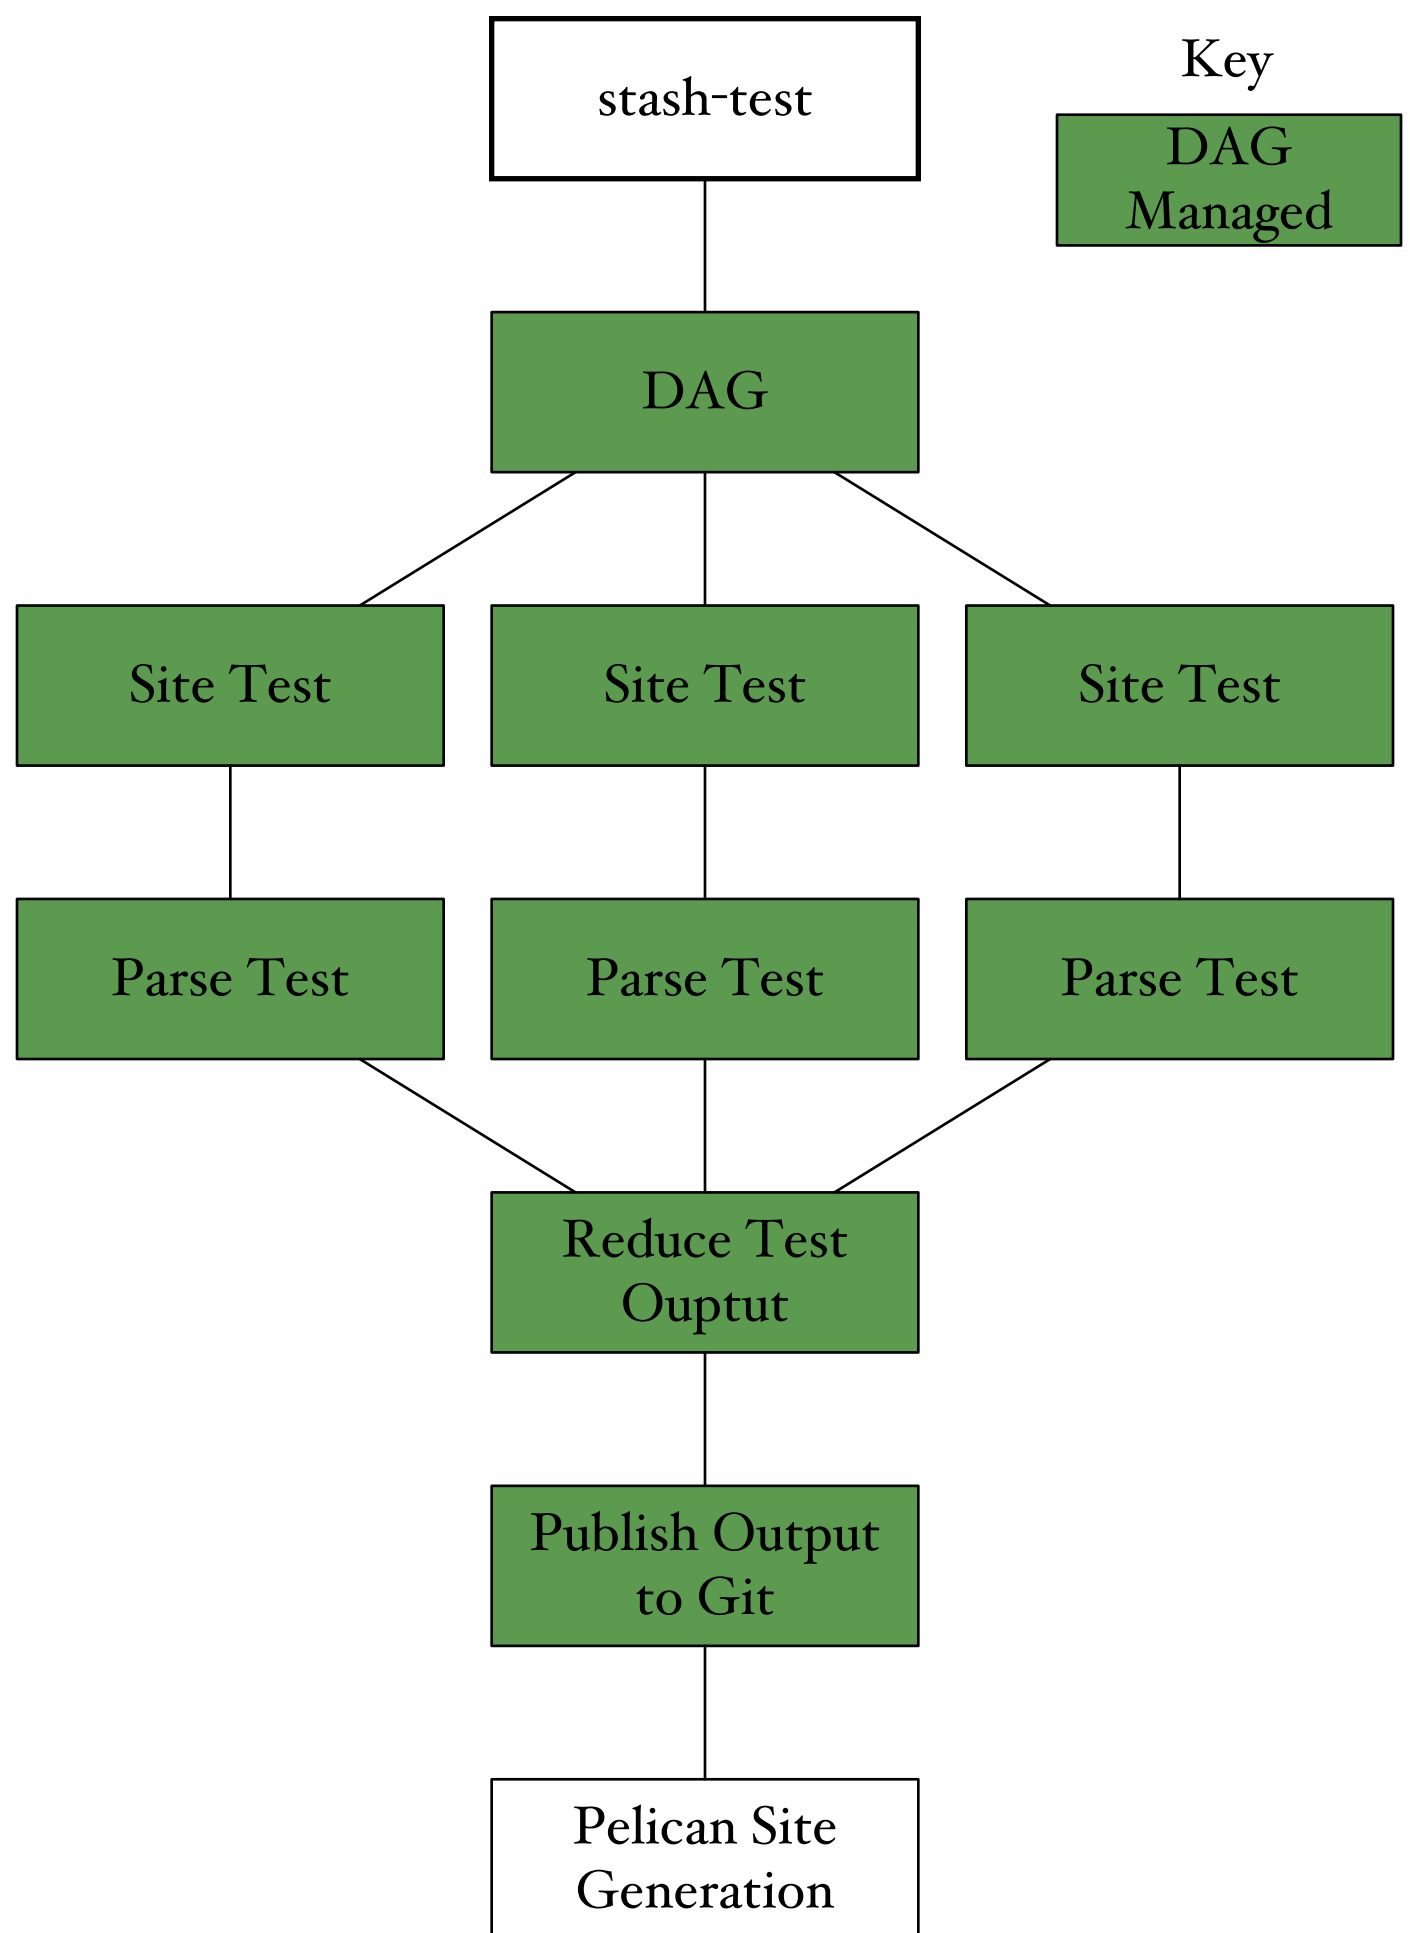 stash-test
Key
DAG
Managed
DAG
Site Test
Site Test
Site Test
Parse Test
Parse Test
Parse Test
Reduce Test
Ouptut
Publish Output
to Git
Pelican Site
Generation